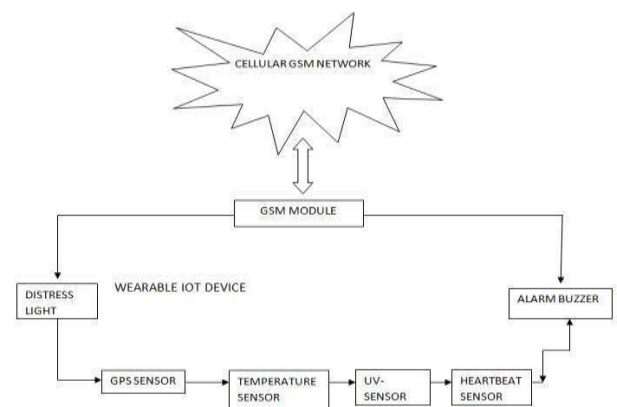 CELLULAR GSM NETWORK
GSM MODULE
DISTRESS
LIGHT
WEARABLE IOT DEVICE
ALARM BUZZER
GPS SENSOR
TEMPERATURE
SENSOR
UV-
SENSOR
HEARTBEAT
SENSOR